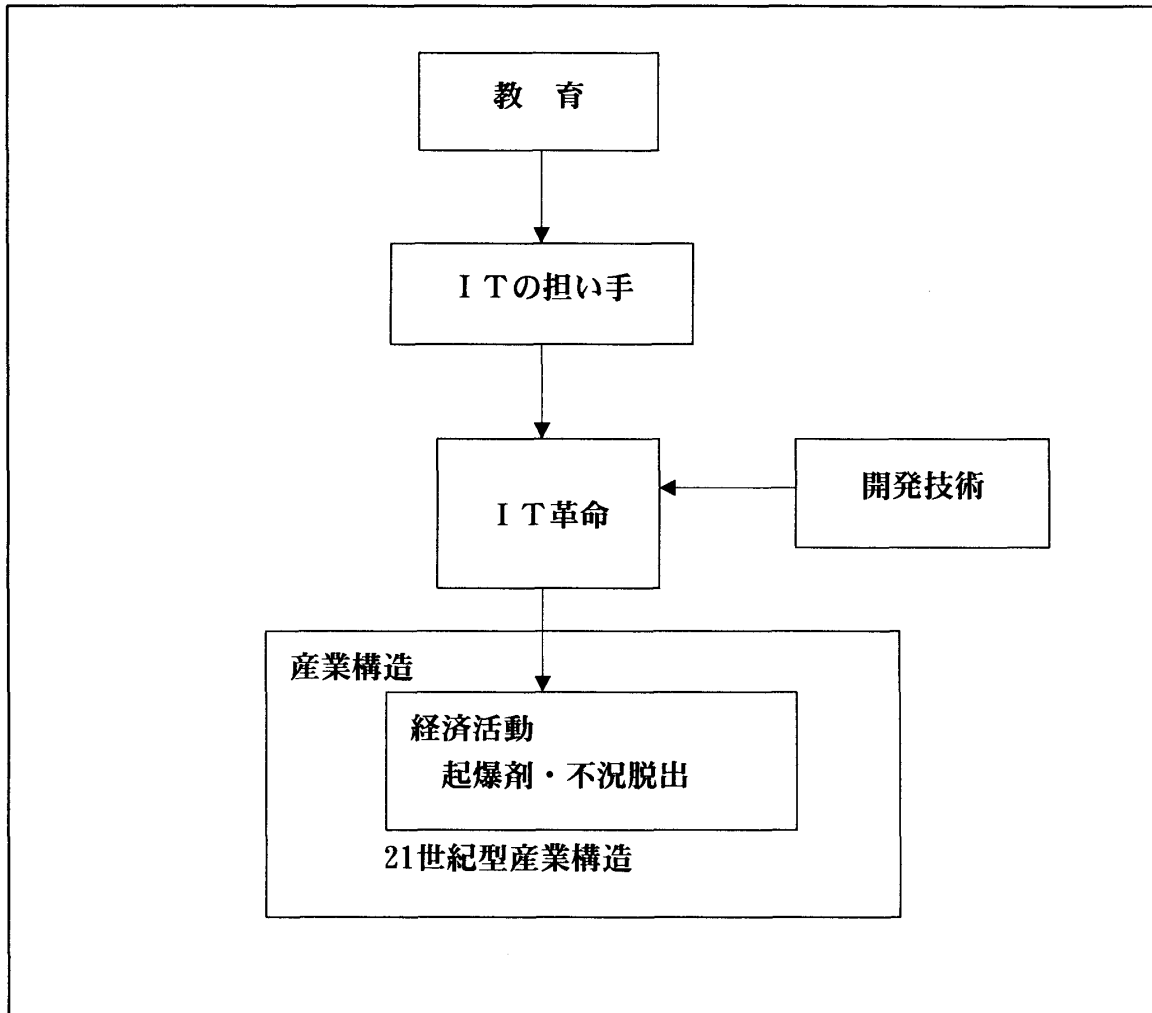 教　育
ＩＴの担い手
ＩＴ革命
開発技術
産業構造
経済活動
起爆剤・不況脱出
21世紀型産業構造